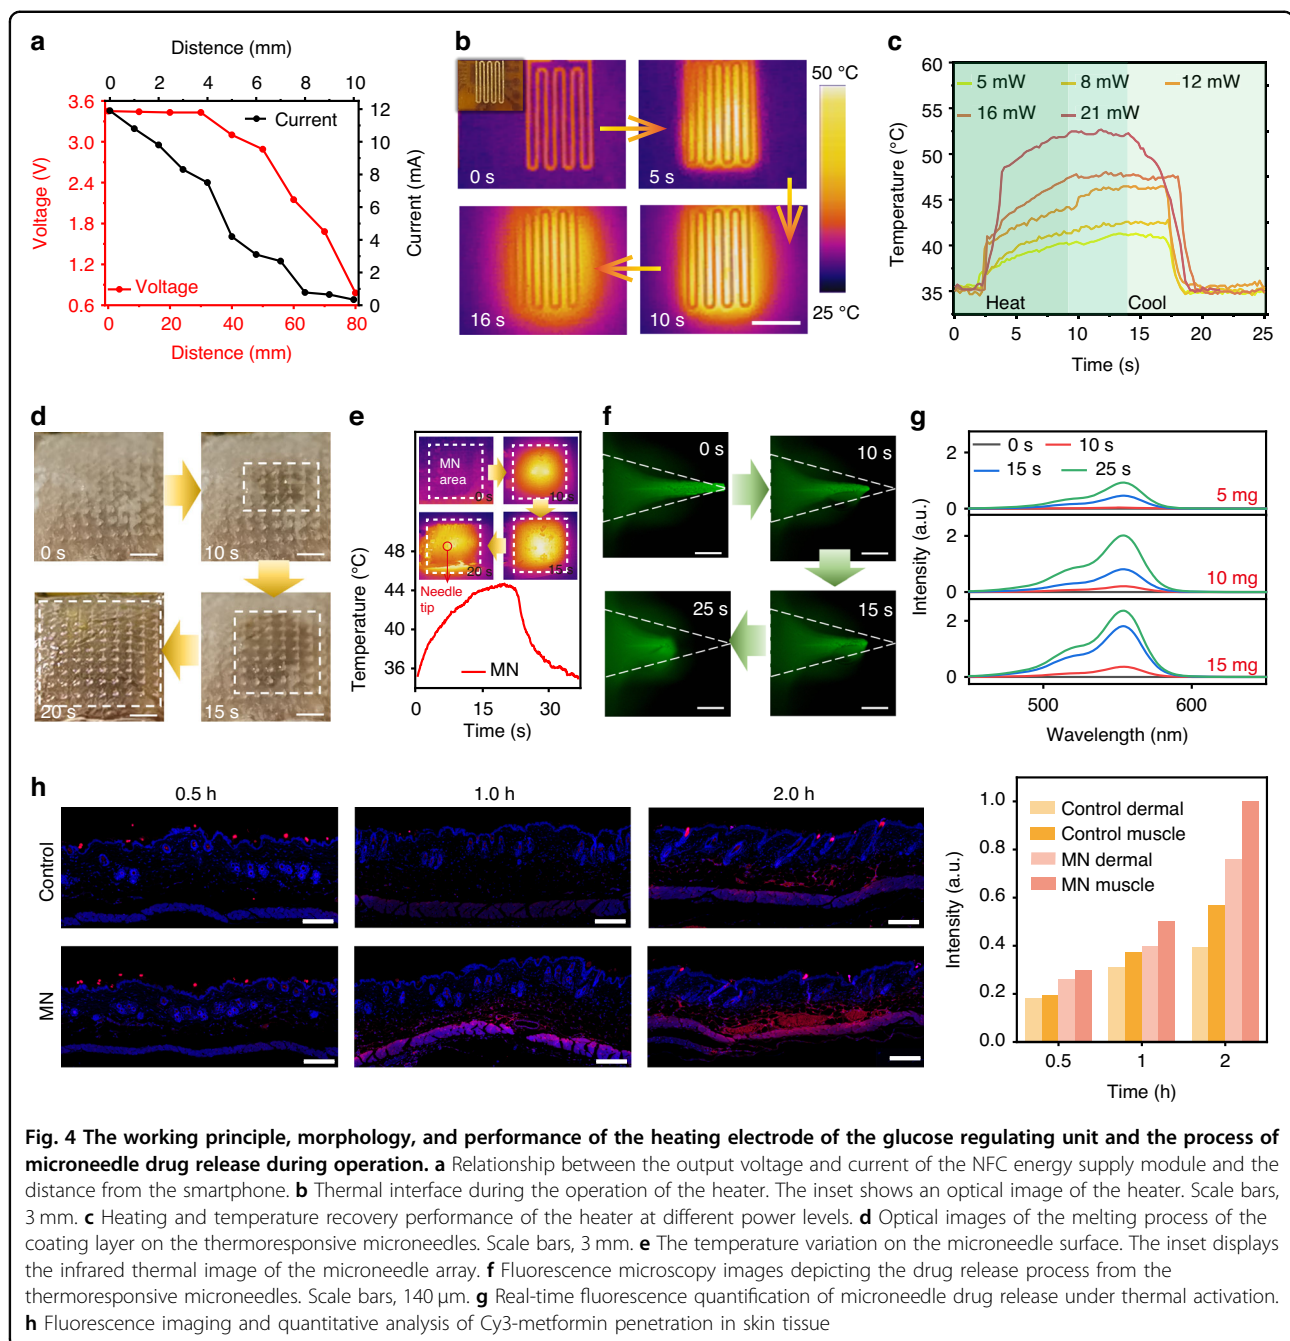 a
Distence (mm)
0 2 4 6 8 10
3.6
3.0
2.4
1.8
1.2
0.6
Voltage (V)
Current
Voltage
12
10
8
6
4
2
0
Current (mA)
0 20 40 60 80
Distence (mm)
b
0 s
5 s
16 s
10 s
50 °C
25 °C
c
60
55
50
45
40
35
Temperature (°C)
5 mW 8 mW 12 mW
16 mW 21 mW
Heat Cool
0 5 10 15 20 25
Time (s)
d
0 s
10 s
20 s
15 s
e
MN
area
0 s
10 s
20 s
15 s
Needle
tip
48
44
40
36
Temperature (°C)
MN
0 15 30
Time (s)
f
0 s
10 s
25 s
15 s
g
0 s 10 s
15 s 25 s
2
0
5 mg
2
0
10 mg
2
0
15 mg
Intensity (a.u.)
500 600
Wavelength (nm)
h
0.5 h 1.0 h 2.0 h
Control
MN
1.0
0.8
0.6
0.4
0.2
0.0
Intensity (a.u.)
Control dermal
Control muscle
MN dermal
MN muscle
0.5 1 2
Time (h)
Fig. 4 The working principle, morphology, and performance of the heating electrode of the glucose regulating unit and the process of
microneedle drug release during operation. a Relationship between the output voltage and current of the NFC energy supply module and the
distance from the smartphone. b Thermal interface during the operation of the heater. The inset shows an optical image of the heater. Scale bars,
3 mm. c Heating and temperature recovery performance of the heater at different power levels. d Optical images of the melting process of the
coating layer on the thermoresponsive microneedles. Scale bars, 3 mm. e The temperature variation on the microneedle surface. The inset displays
the infrared thermal image of the microneedle array. f Fluorescence microscopy images depicting the drug release process from the
thermoresponsive microneedles. Scale bars, 140 μm. g Real-time fluorescence quantification of microneedle drug release under thermal activation.
h Fluorescence imaging and quantitative analysis of Cy3-metformin penetration in skin tissue